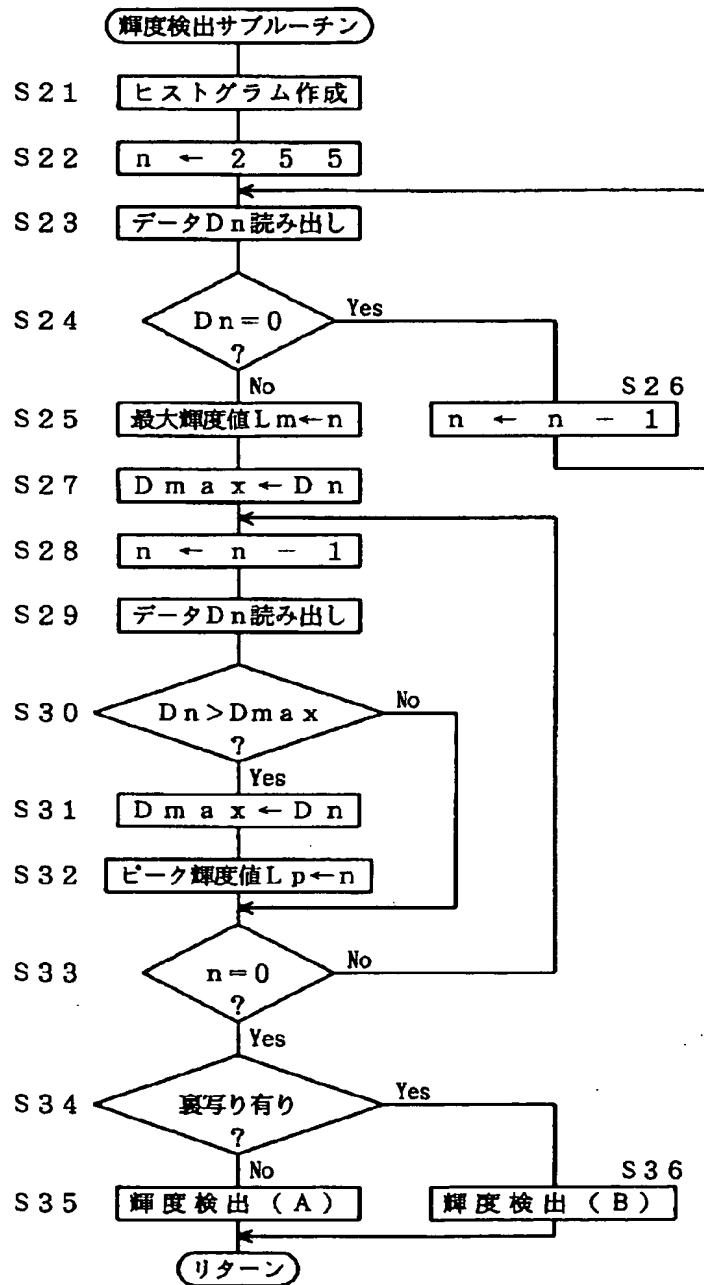 輝度検出サブルーチン
S21 ヒストグラム作成
S22 n ← 2 5 5
S23 データDn読み出し
S24 Dn=0
?
Yes
No
S26
S25 最大輝度値Lm←n
n ← n - 1
S27 Dmax←Dn
S28 n ← n - 1
S29 データDn読み出し
S30 Dn>Dmax
?
No
Yes
S31 Dmax←Dn
S32 ピーク輝度値Lp←n
S33 n=0
?
No
Yes
S34 裏写り有り
?
Yes
No
S36
S35 輝度検出(A)
輝度検出(B)
リターン